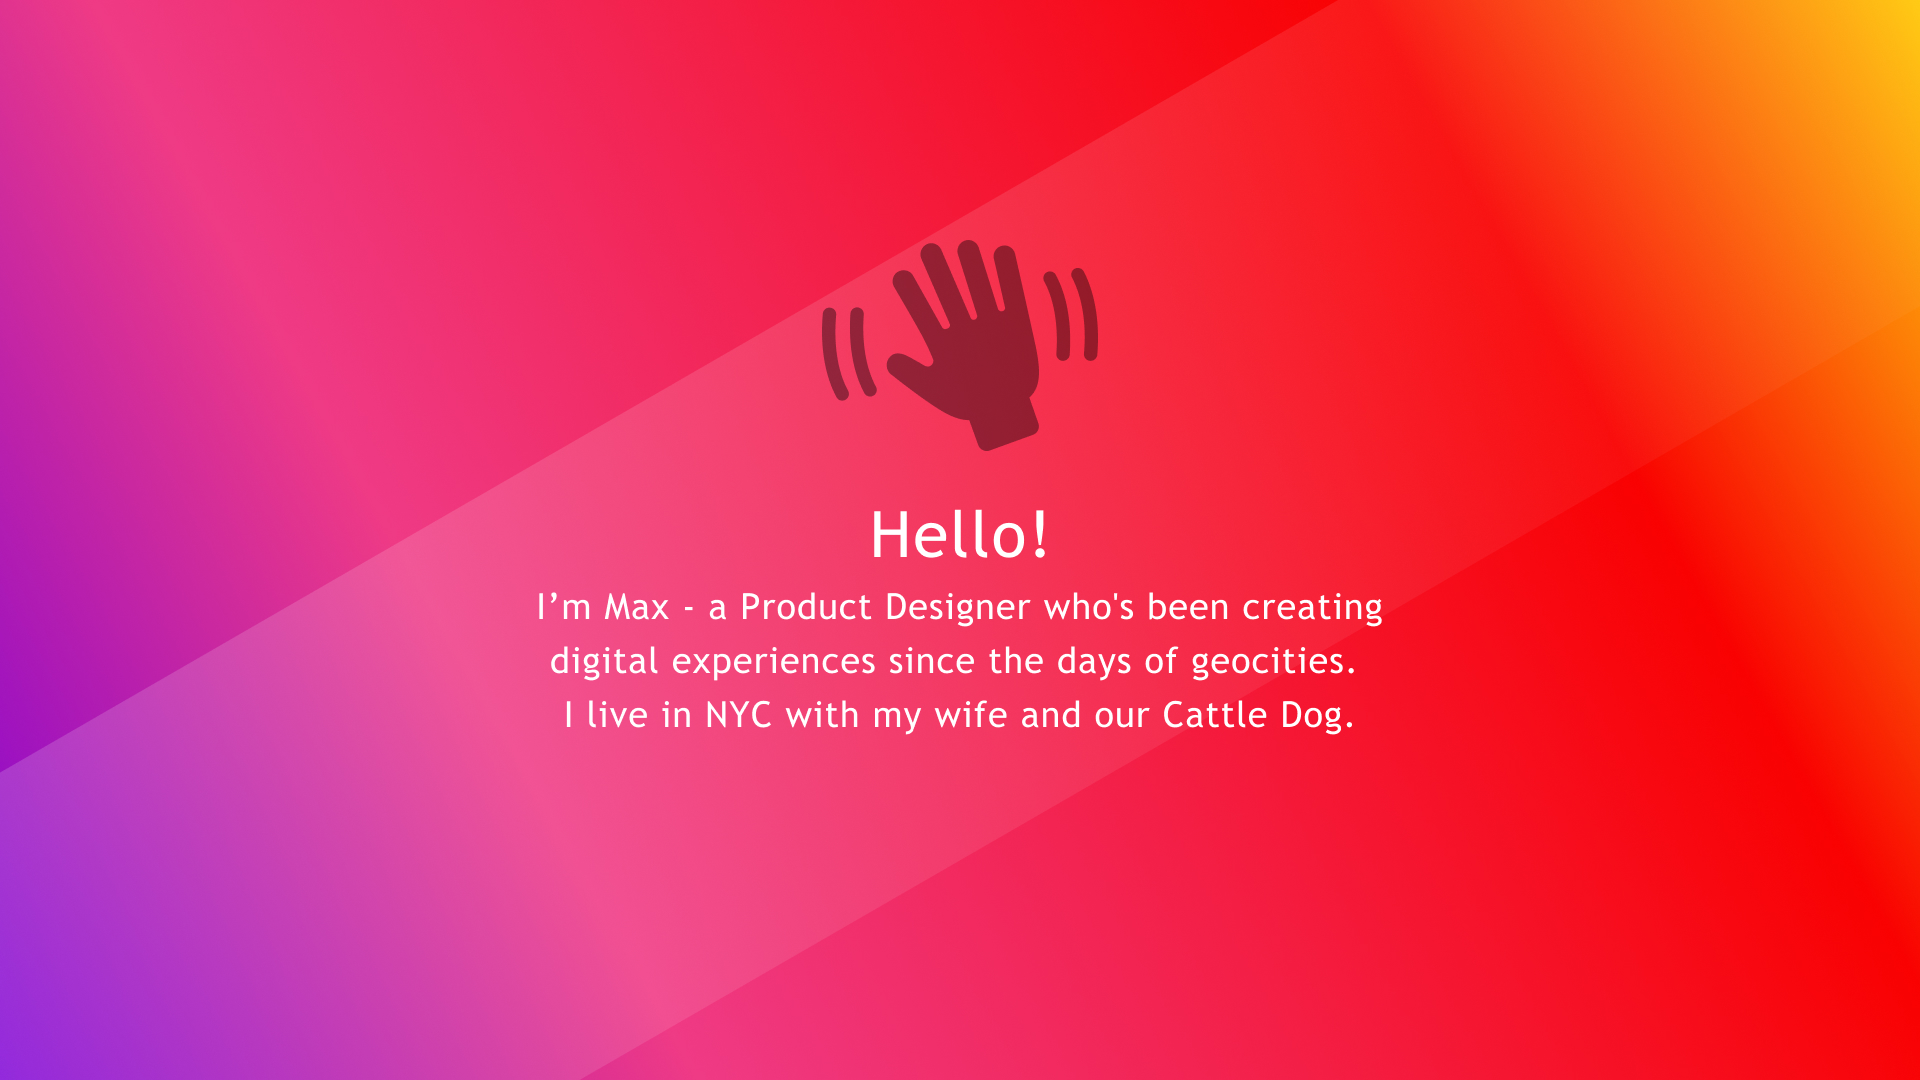 Hello!
I’m Max - a Product Designer who's been creating
digital experiences since the days of geocities.
I live in NYC with my wife and our Cattle Dog.